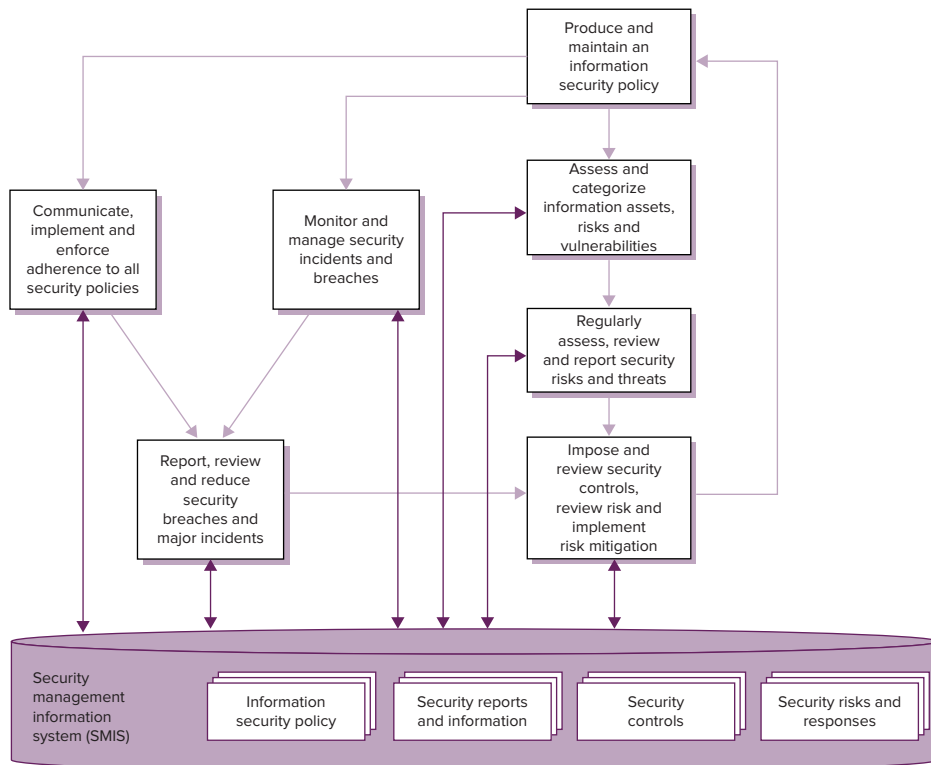 Produce and
maintain an
information
security policy
Assess and
categorize
information assets,
risks and
vulnerabilities
Communicate,
implement and
enforce
adherence to all
security policies
Monitor and
manage security
incidents and
breaches
Regularly
assess, review
and report security
risks and threats
Report, review
and reduce
security
breaches and
major incidents
Impose and
review security
controls,
review risk and
implement
risk mitigation
Security
management
information
system (SMIS)
Information
security policy
Security reports
and information
Security
controls
Security risks and
responses